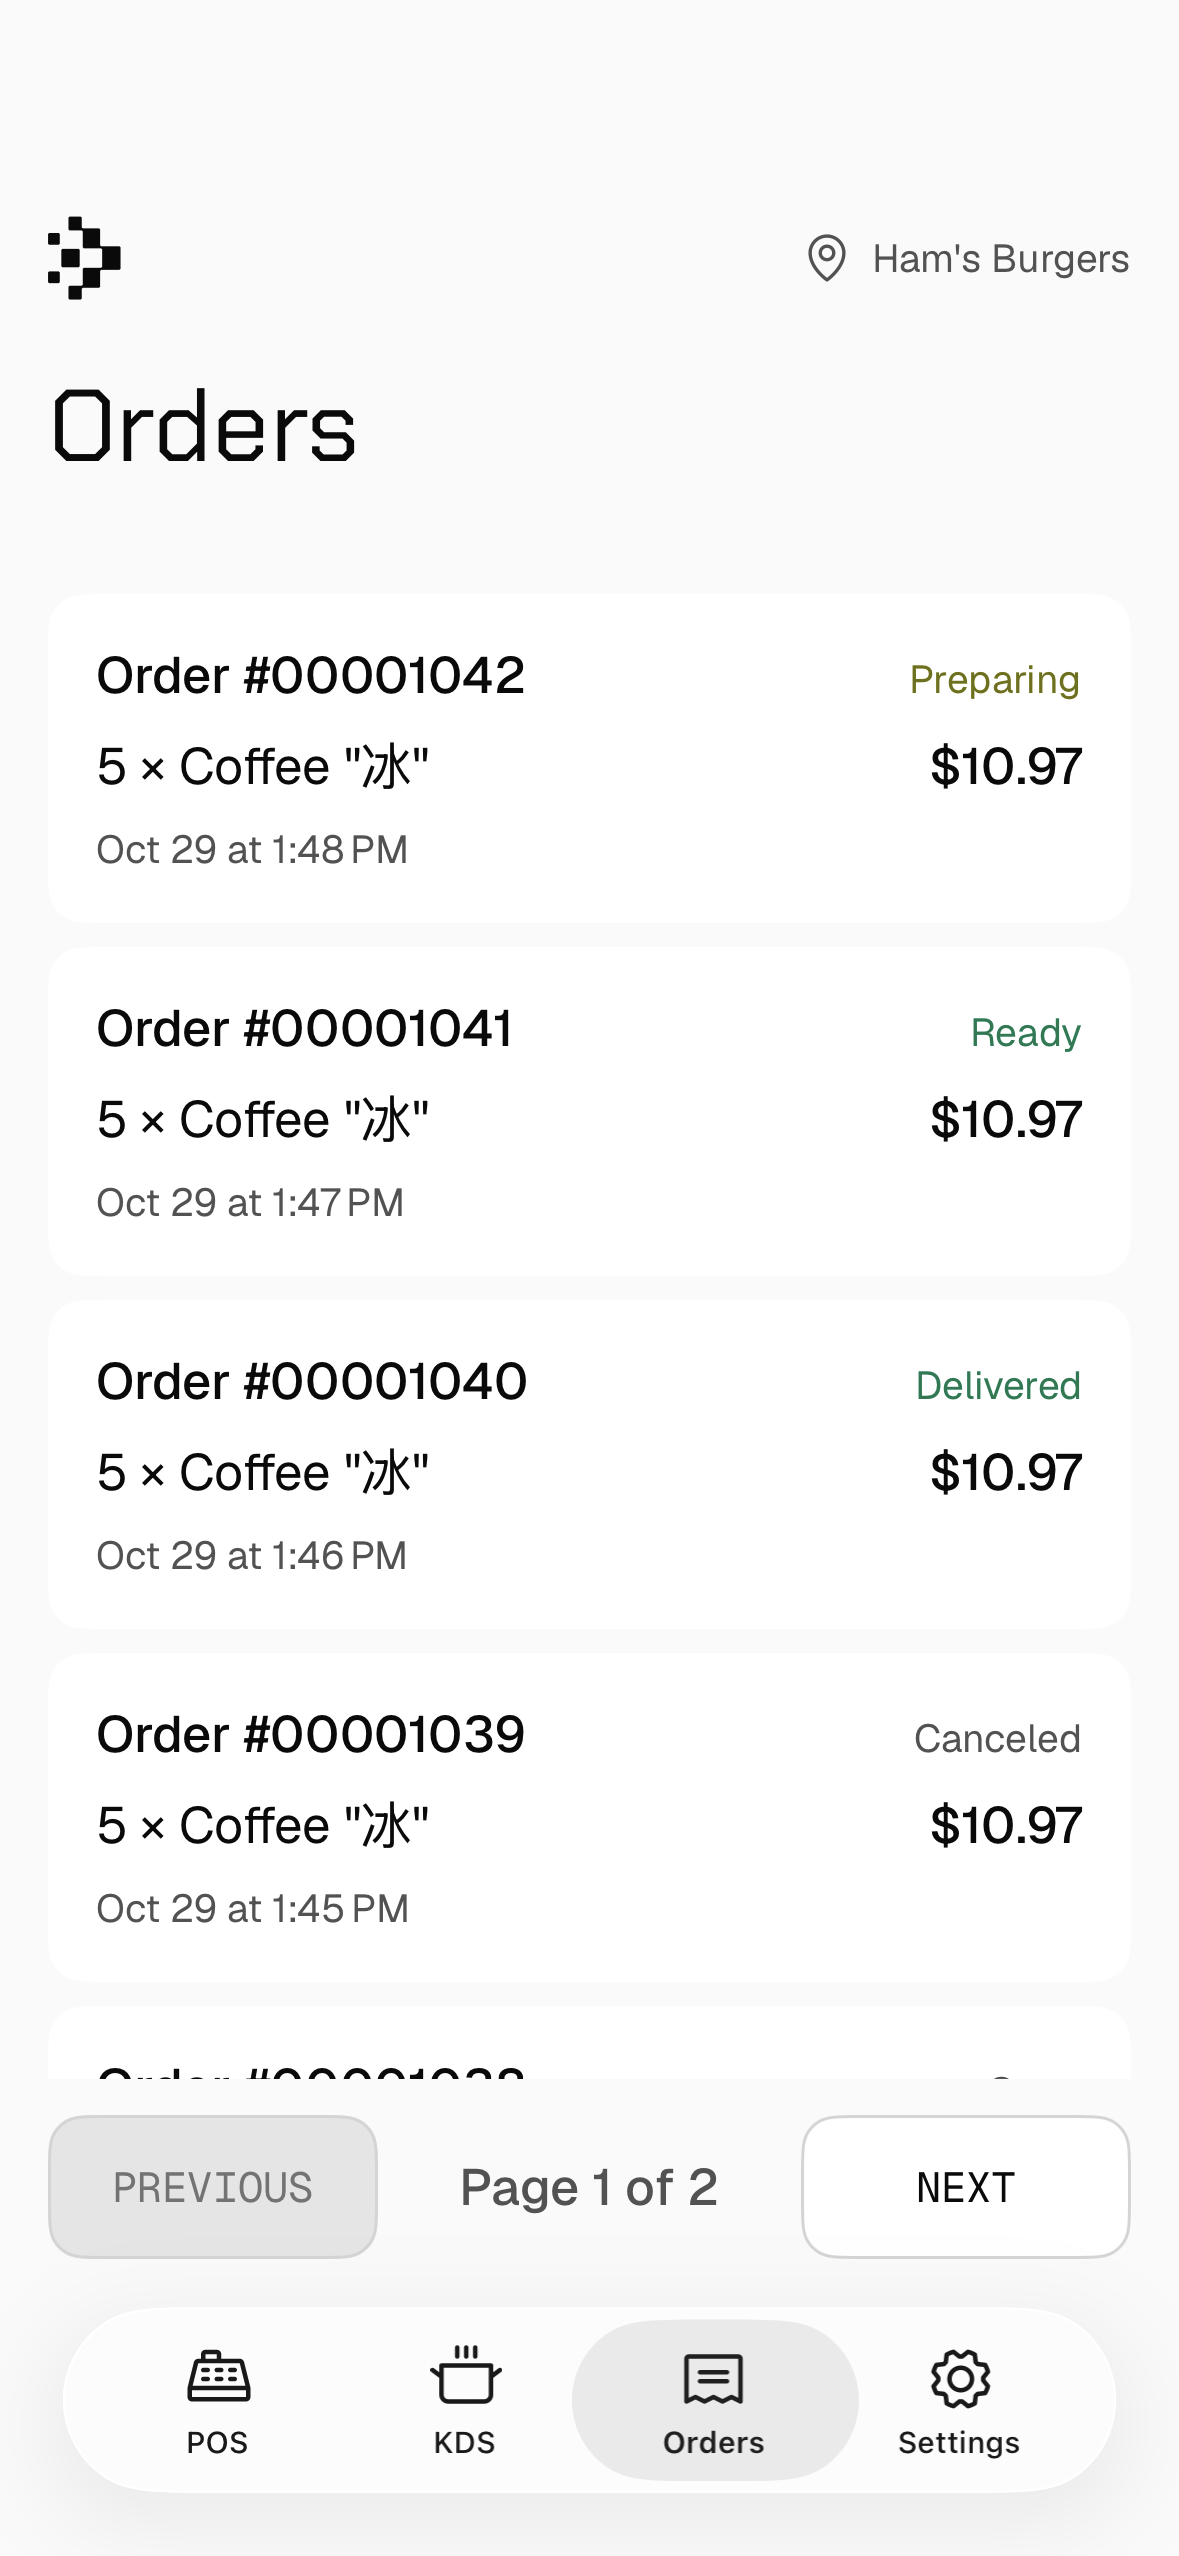 Ham's Burgers
Orders
Order #00001042
Preparing
5 × Coffee "冰"
$10.97
Oct 29 at 1:48 PM
Order #00001041
Ready
5 × Coffee "冰"
$10.97
Oct 29 at 1:47 PM
Order #00001040
Delivered
5 × Coffee "冰"
$10.97
Oct 29 at 1:46 PM
Order #00001039
Canceled
5 × Coffee "冰"
$10.97
Oct 29 at 1:45 PM
Order #00001038
PREVIOUS
Page 1 of 2
NEXT
POS
KDS
Orders
Settings